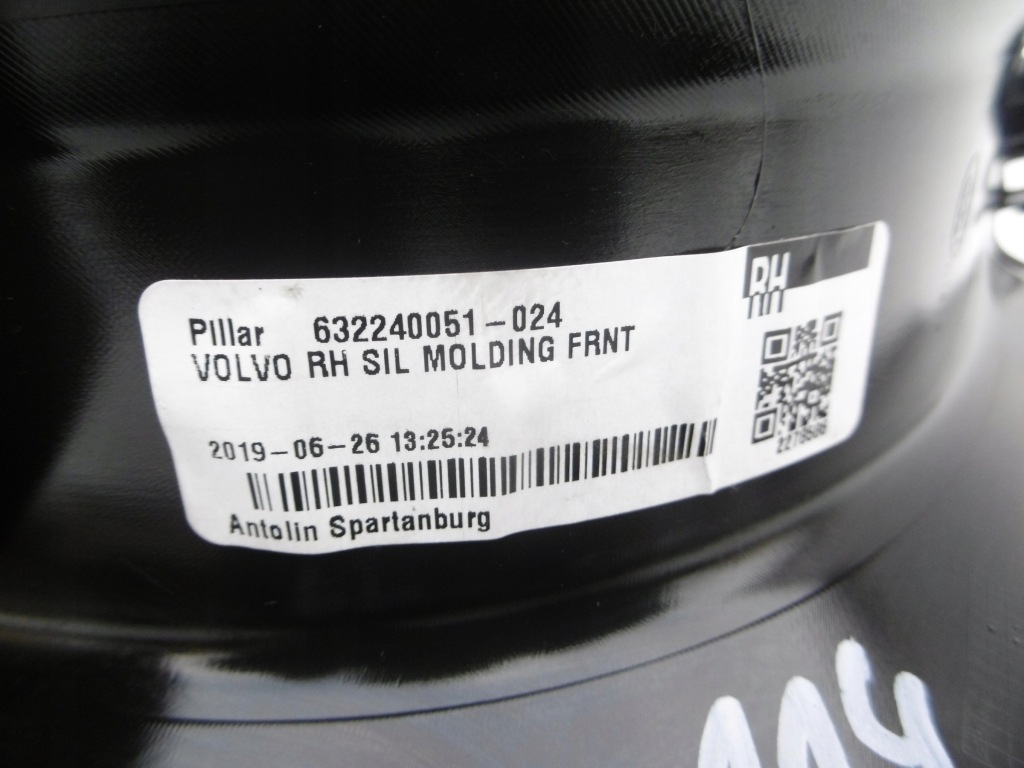 RH
Pillar 632240051-024
VOLVO RH SIL MOLDING FRNT
2019-06-26 13:25:24
Antolin Spartanburg